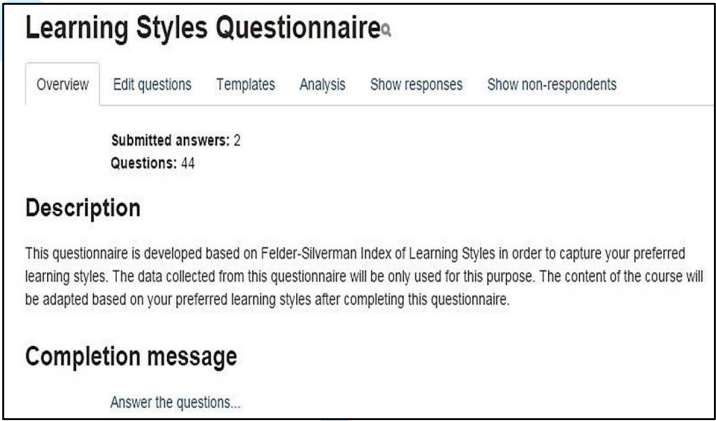 Learning Styles Questionnaire
Overview Edit questions Templates Analysis Show responses Show non-respondents
Submitted answers: 2
Questions: 44
Description
This questionnaire is developed based on Felder-Silverman Index of Learning Styles in order to capture your preferred
learning styles. The data collected from this questionnaire will be only used for this purpose. The content of the course will
be adapted based on your preferred learning styles after completing this questionnaire.
Completion message
Answer the questions...